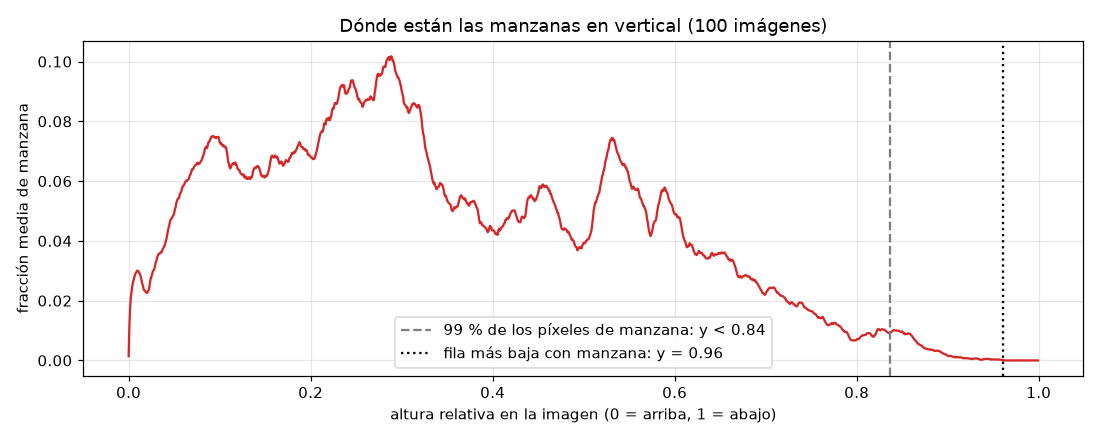 Dónde están las manzanas en vertical (100 imágenes)
fracción media de manzana
0.10
0.08
0.06
0.04
0.02
0.00
99 % de los píxeles de manzana: y < 0.84
fila más baja con manzana: y = 0.96
0.0 0.2 0.4 0.6 0.8 1.0
altura relativa en la imagen (0 = arriba, 1 = abajo)